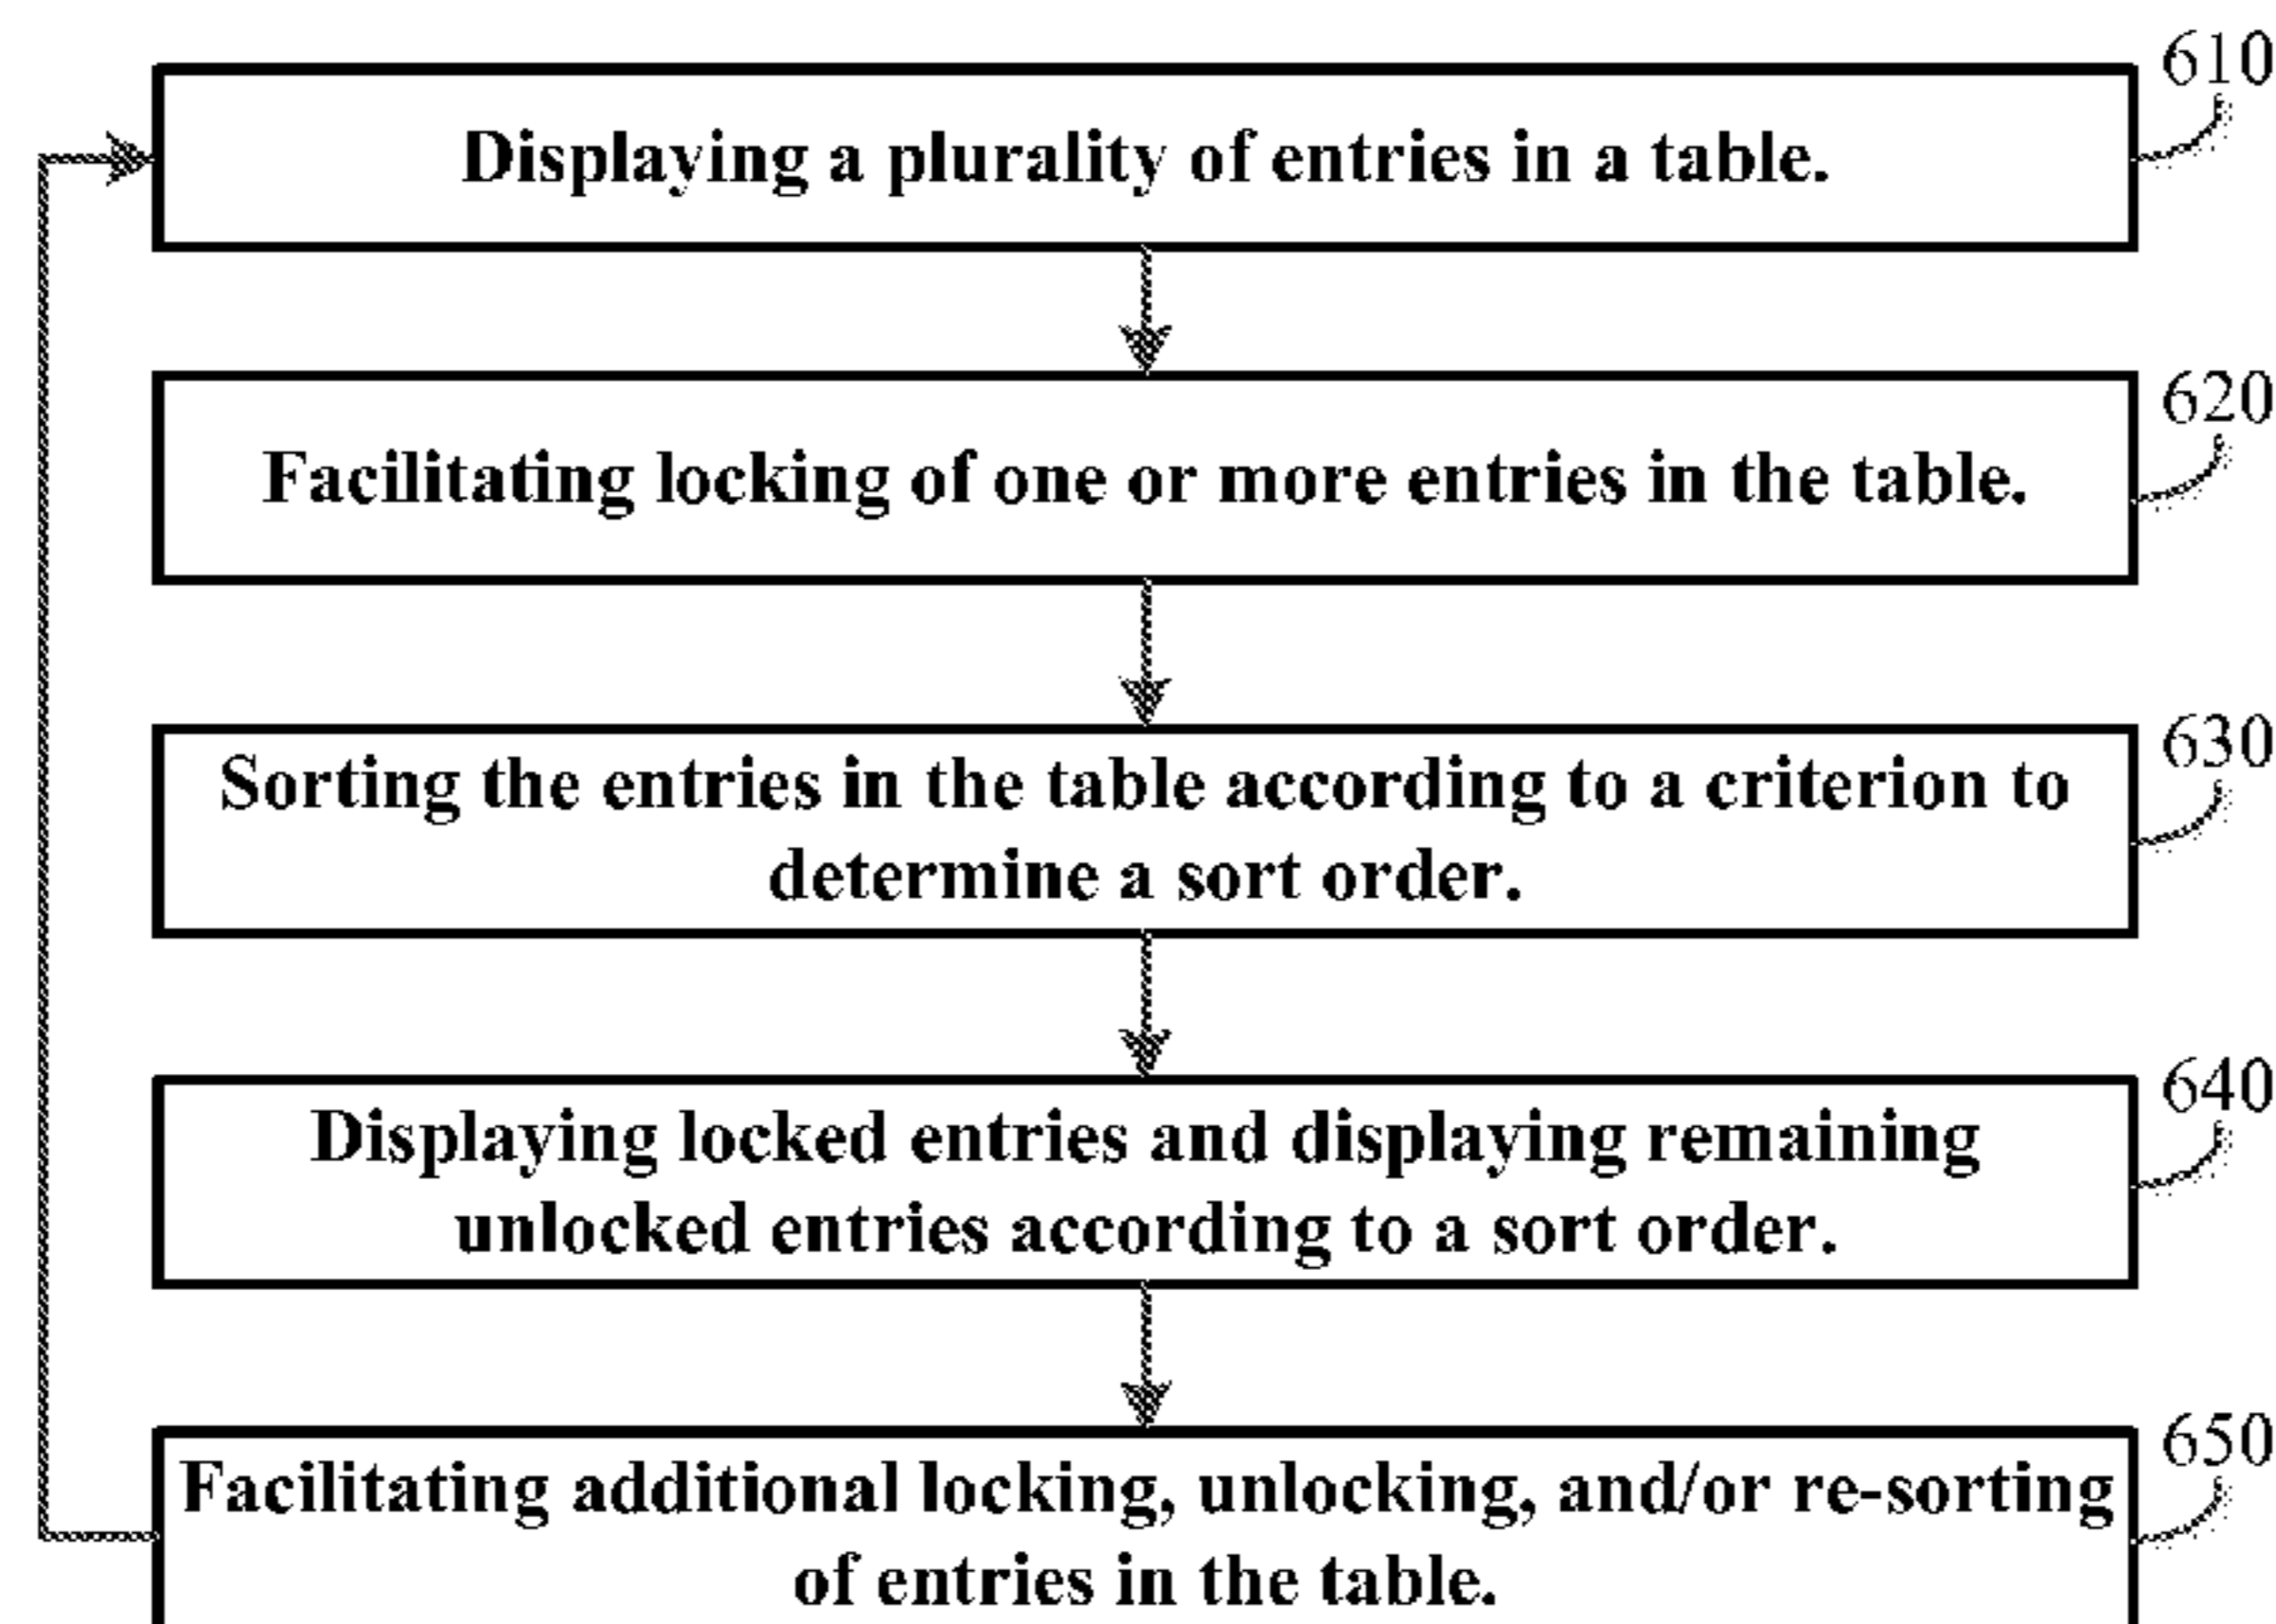 610
Displaying a plurality of entries in a table.
620
Facilitating locking of one or more entries in the table.
630
Sorting the entries in the table according to a criterion to
determine a sort order.
640
Displaying locked entries and displaying remaining
unlocked entries according to a sort order.
650
Facilitating additional locking, unlocking, and/or re-sorting
of entries in the table.